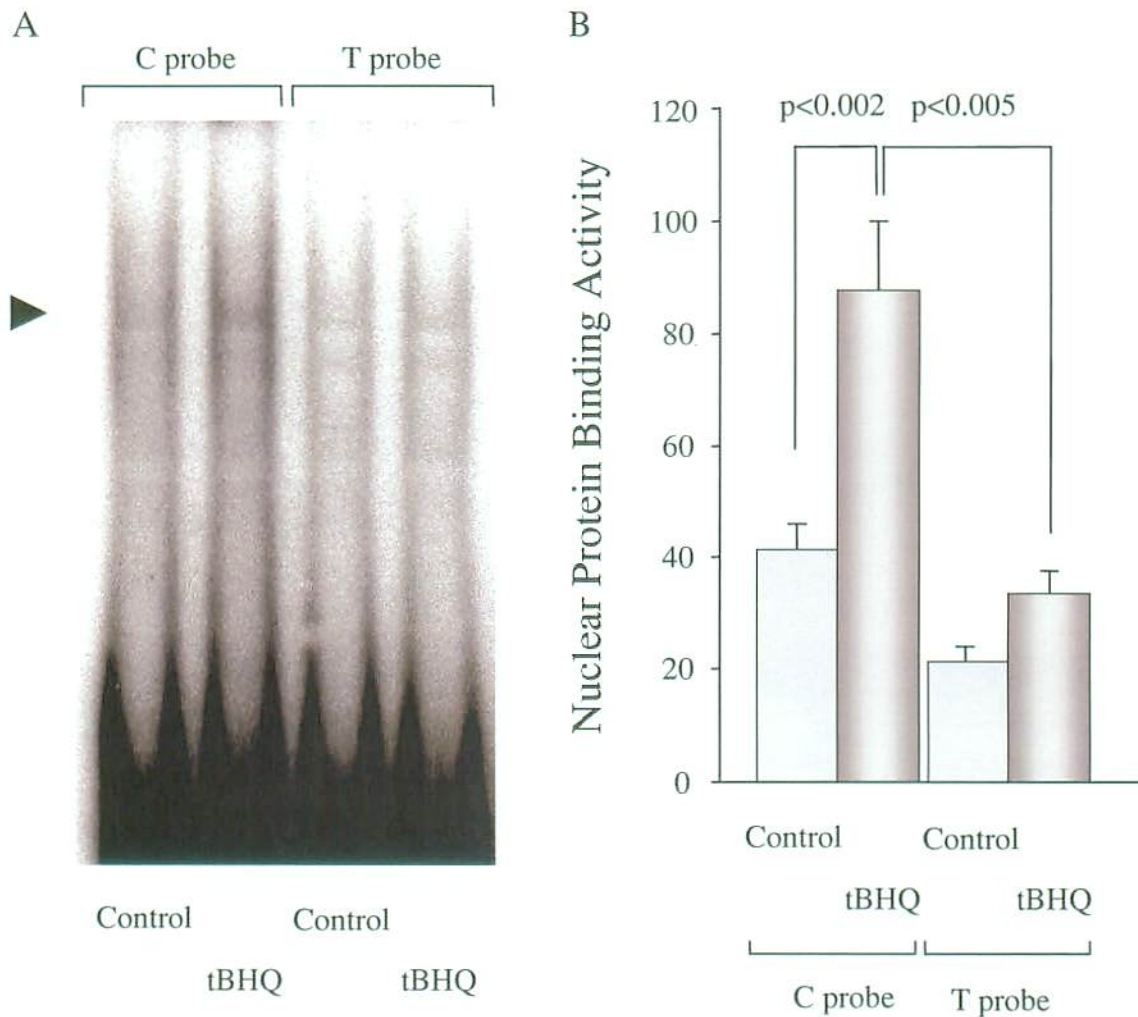 A
C probe T probe
Control Control
tBHQ tBHQ
B
p<0.002 p<0.005
Nuclear Protein Binding Activity
120
100
80
60
40
20
0
Control Control
tBHQ tBHQ
C probe T probe